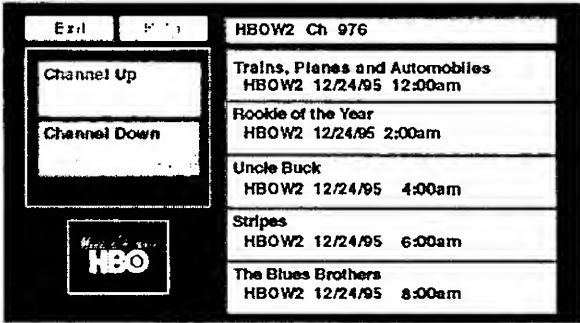 Exit
HBOW2 Ch 976
Channel Up
Channel Down
Trains, Planes and Automobiles
HBOW2 12/24/95 12:00am
Rookie of the Year
HBOW2 12/24/95 2:00am
Uncle Buck
HBOW2 12/24/95 4:00am
Stripes
HBOW2 12/24/95 6:00am
The Blues Brothers
HBOW2 12/24/95 8:00am
HBO